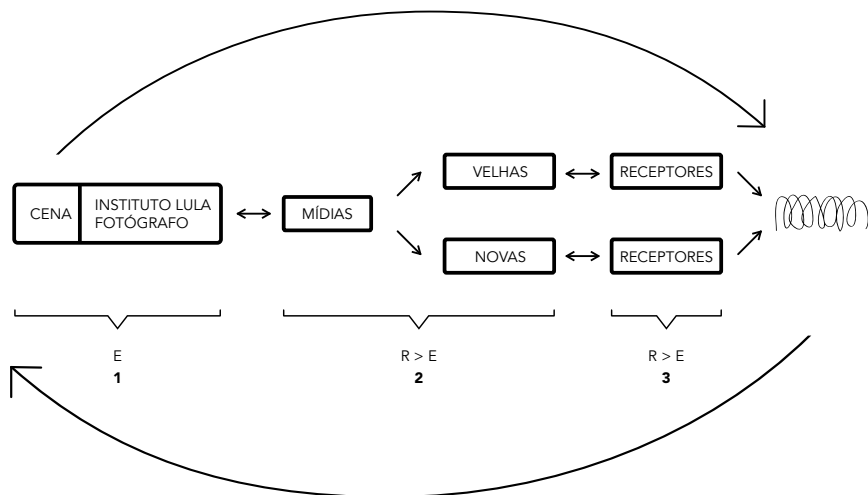 VELHAS
RECEPTORES
CENA
INSTITUTO LULA
FOTÓGRAFO
MÍDIAS
NOVAS
RECEPTORES
E
R > E
R > E
1
2
3